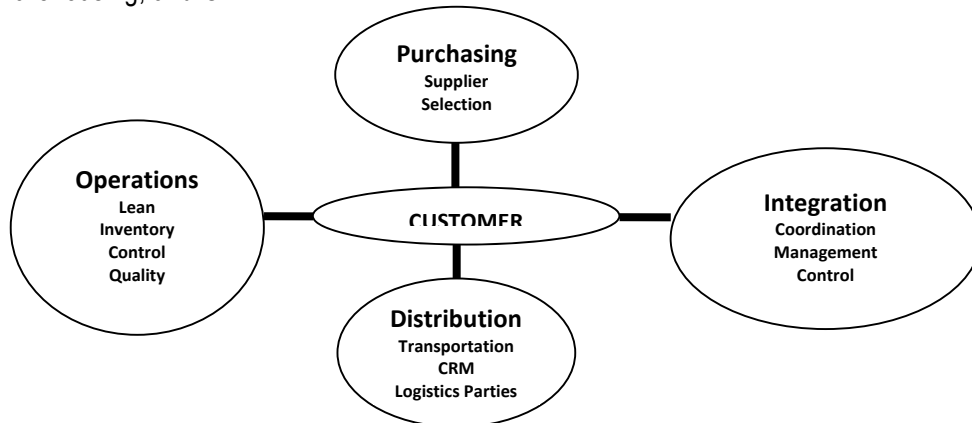 Purchasing
Supplier
Selection
Operations
Lean
Inventory
Control
Quality
CUSTOMER
Integration
Coordination
Management
Control
Distribution
Transportation
CRM
Logistics Parties